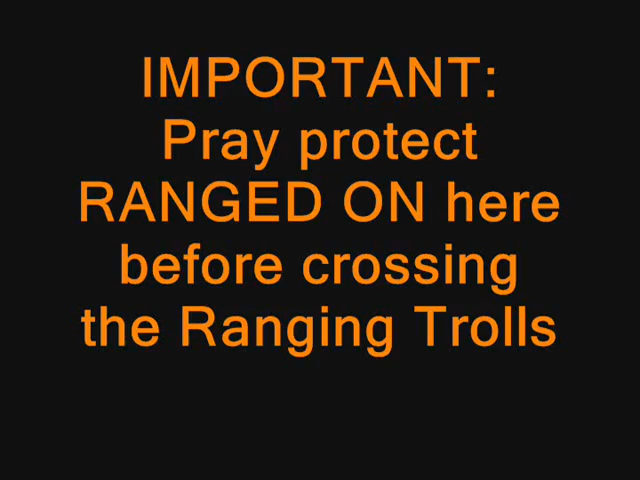 IMPORTANT:
Pray protect
RANGED ON here
before crossing
the Ranging Trolls